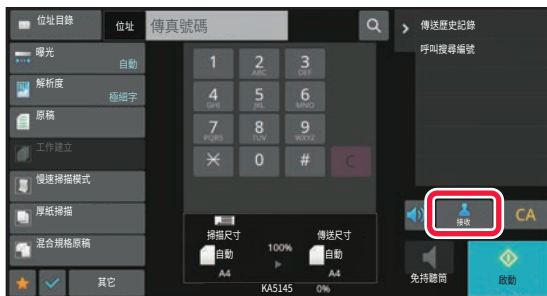 位址目錄
位址
傳真號碼
傳送歷史記錄
呼叫搜尋編號
曝光
自動
解析度
極細字
原稿
工作建立
慢速掃描模式
厚紙掃描
混合規格原稿
其它
1
2
ABC
3
DEF
4
GHI
5
JKL
6
MNO
7
PQRS
8
TUV
9
WXYZ
0
#
C
掃描尺寸
自動
A4
100%
傳送尺寸
自動
A4
KA5145
0%
接收
CA
免持聽筒
啟動